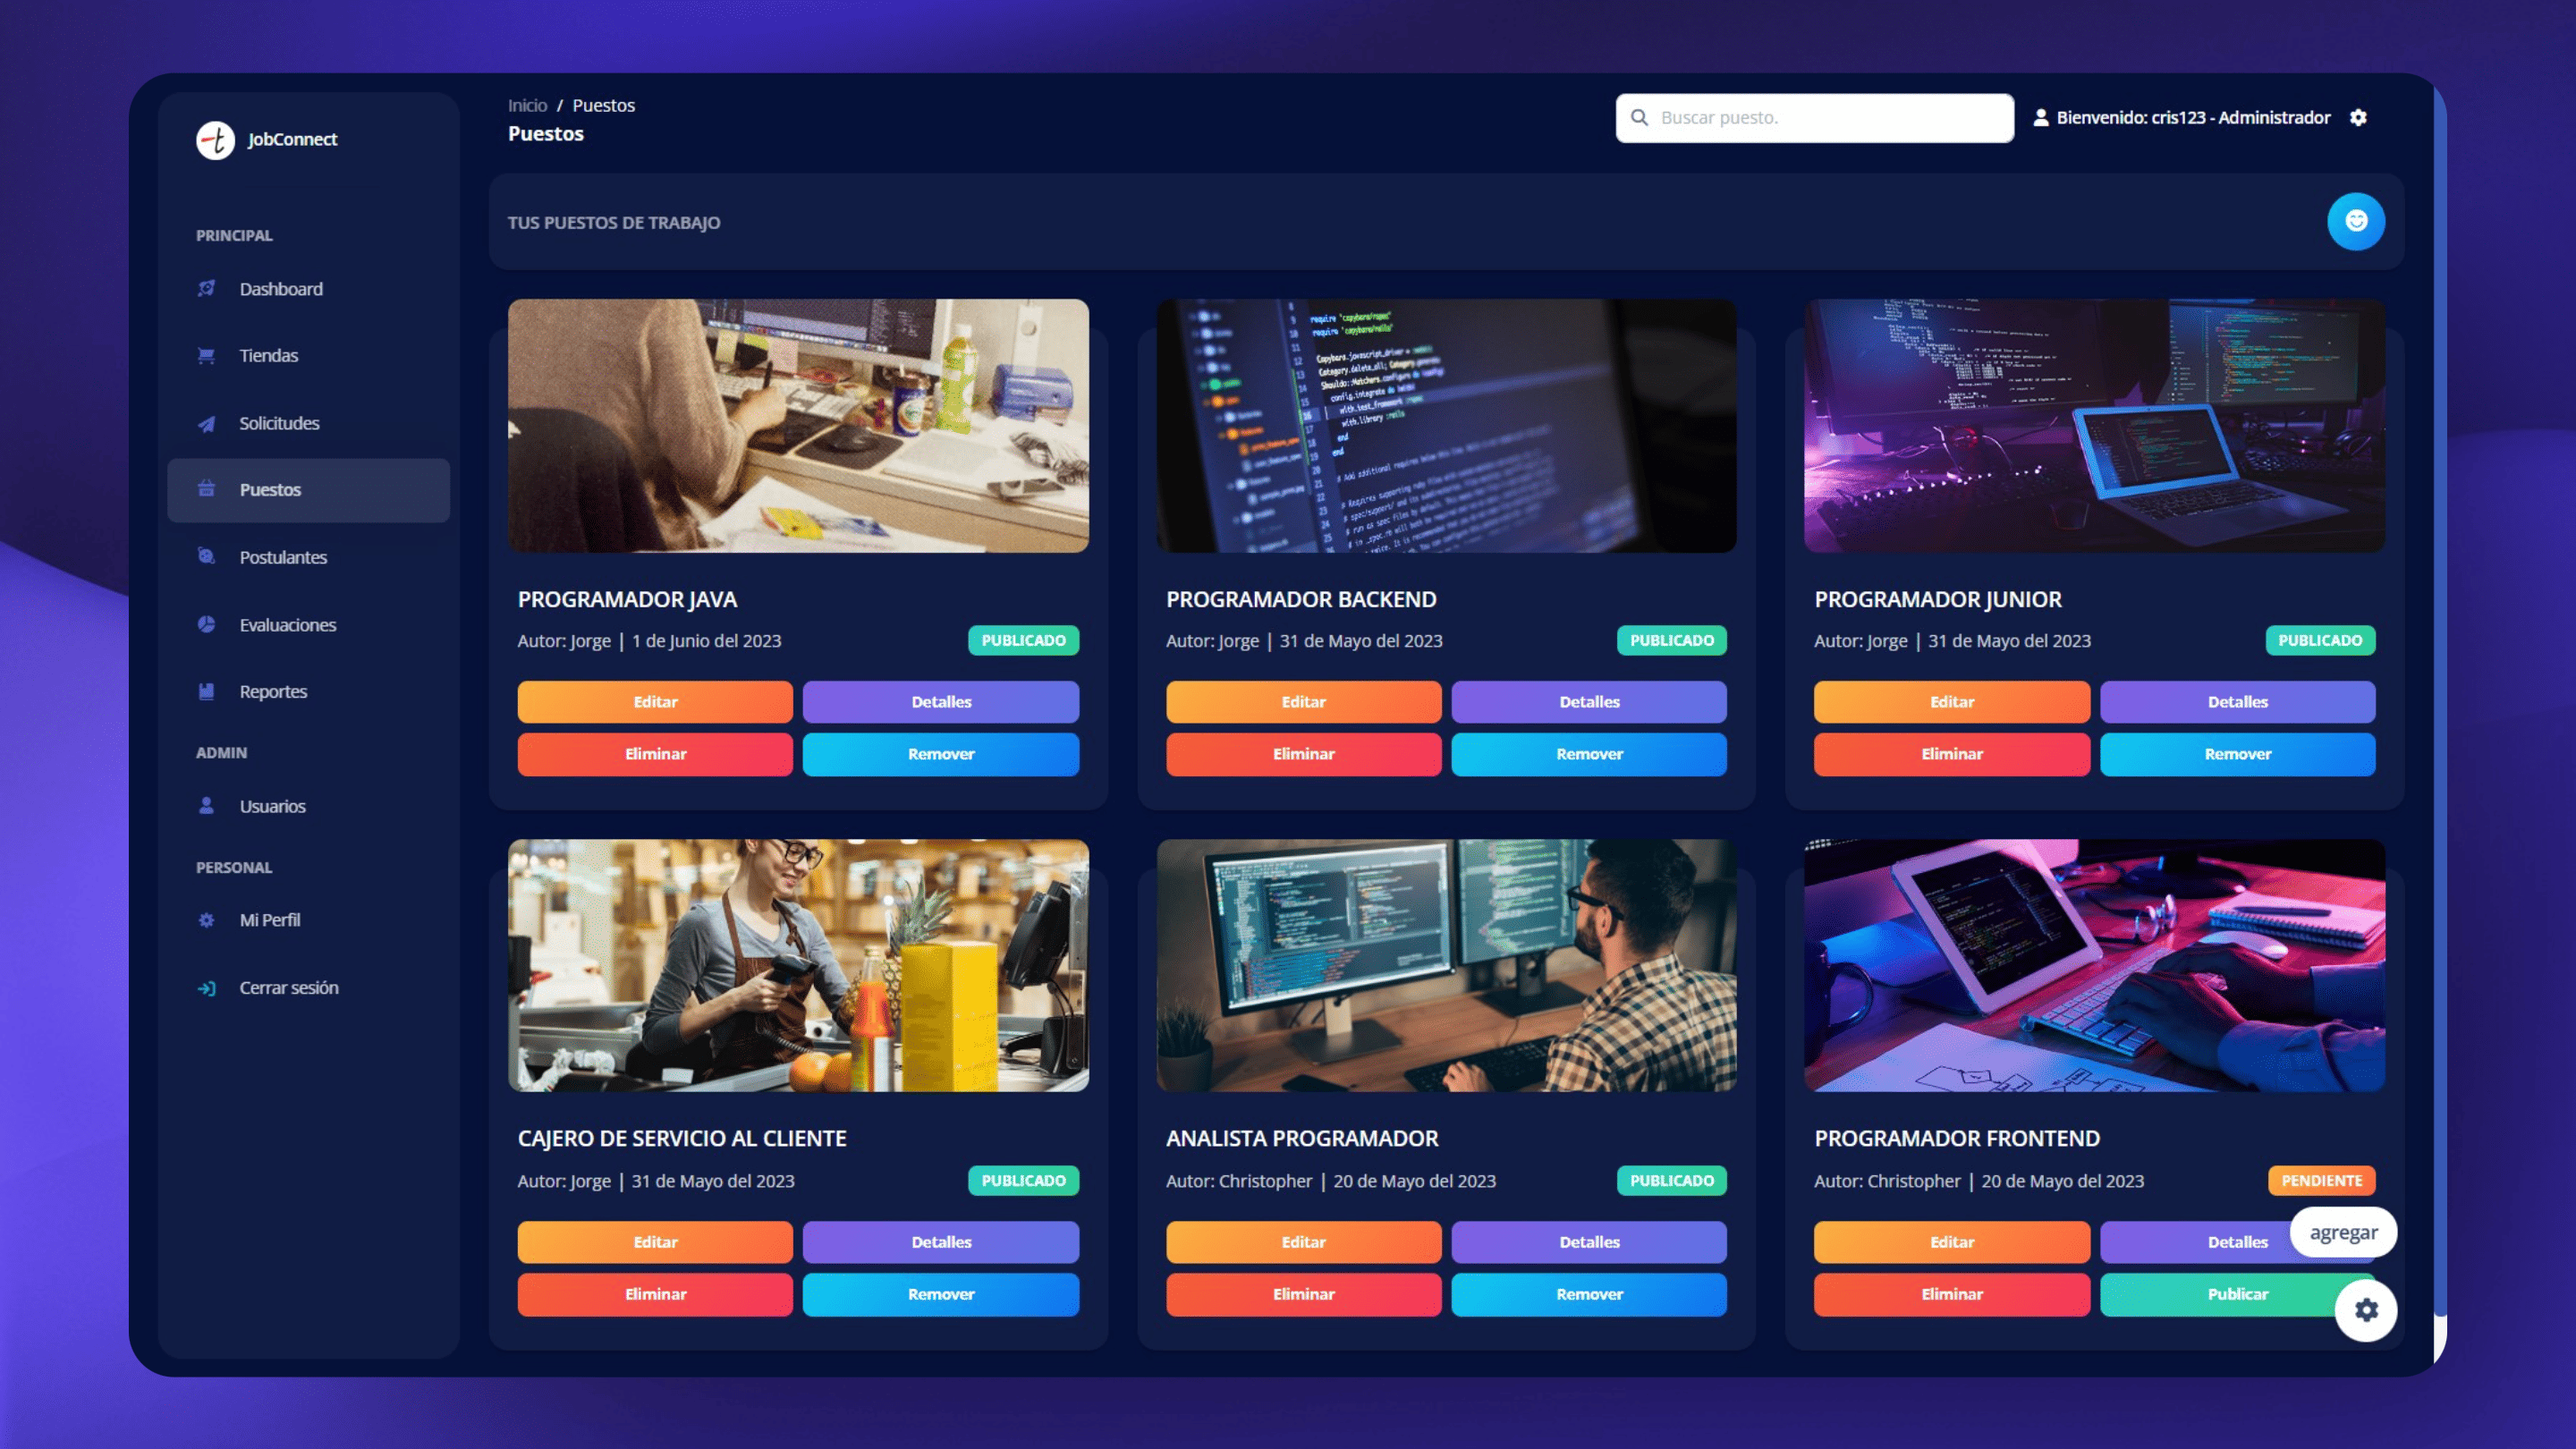 JobConnect
PRINCIPAL
Dashboard
Tiendas
Solicitudes
Puestos
Postulantes
Evaluaciones
Reportes
ADMIN
Usuarios
PERSONAL
Mi Perfil
Cerrar sesión
Inicio / Puestos
Puestos
Buscar puesto.
Bienvenido: cris123 - Administrador
TUS PUESTOS DE TRABAJO
PROGRAMADOR JAVA
Autor: Jorge | 1 de Junio del 2023
PUBLICADO
Editar
Detalles
Eliminar
Remover
PROGRAMADOR BACKEND
Autor: Jorge | 31 de Mayo del 2023
PUBLICADO
Editar
Detalles
Eliminar
Remover
PROGRAMADOR JUNIOR
Autor: Jorge | 31 de Mayo del 2023
PUBLICADO
Editar
Detalles
Eliminar
Remover
CAJERO DE SERVICIO AL CLIENTE
Autor: Jorge | 31 de Mayo del 2023
PUBLICADO
Editar
Detalles
Eliminar
Remover
ANALISTA PROGRAMADOR
Autor: Christopher | 20 de Mayo del 2023
PUBLICADO
Editar
Detalles
Eliminar
Remover
PROGRAMADOR FRONTEND
Autor: Christopher | 20 de Mayo del 2023
PENDIENTE
Editar
Detalles
agregar
Eliminar
Publicar